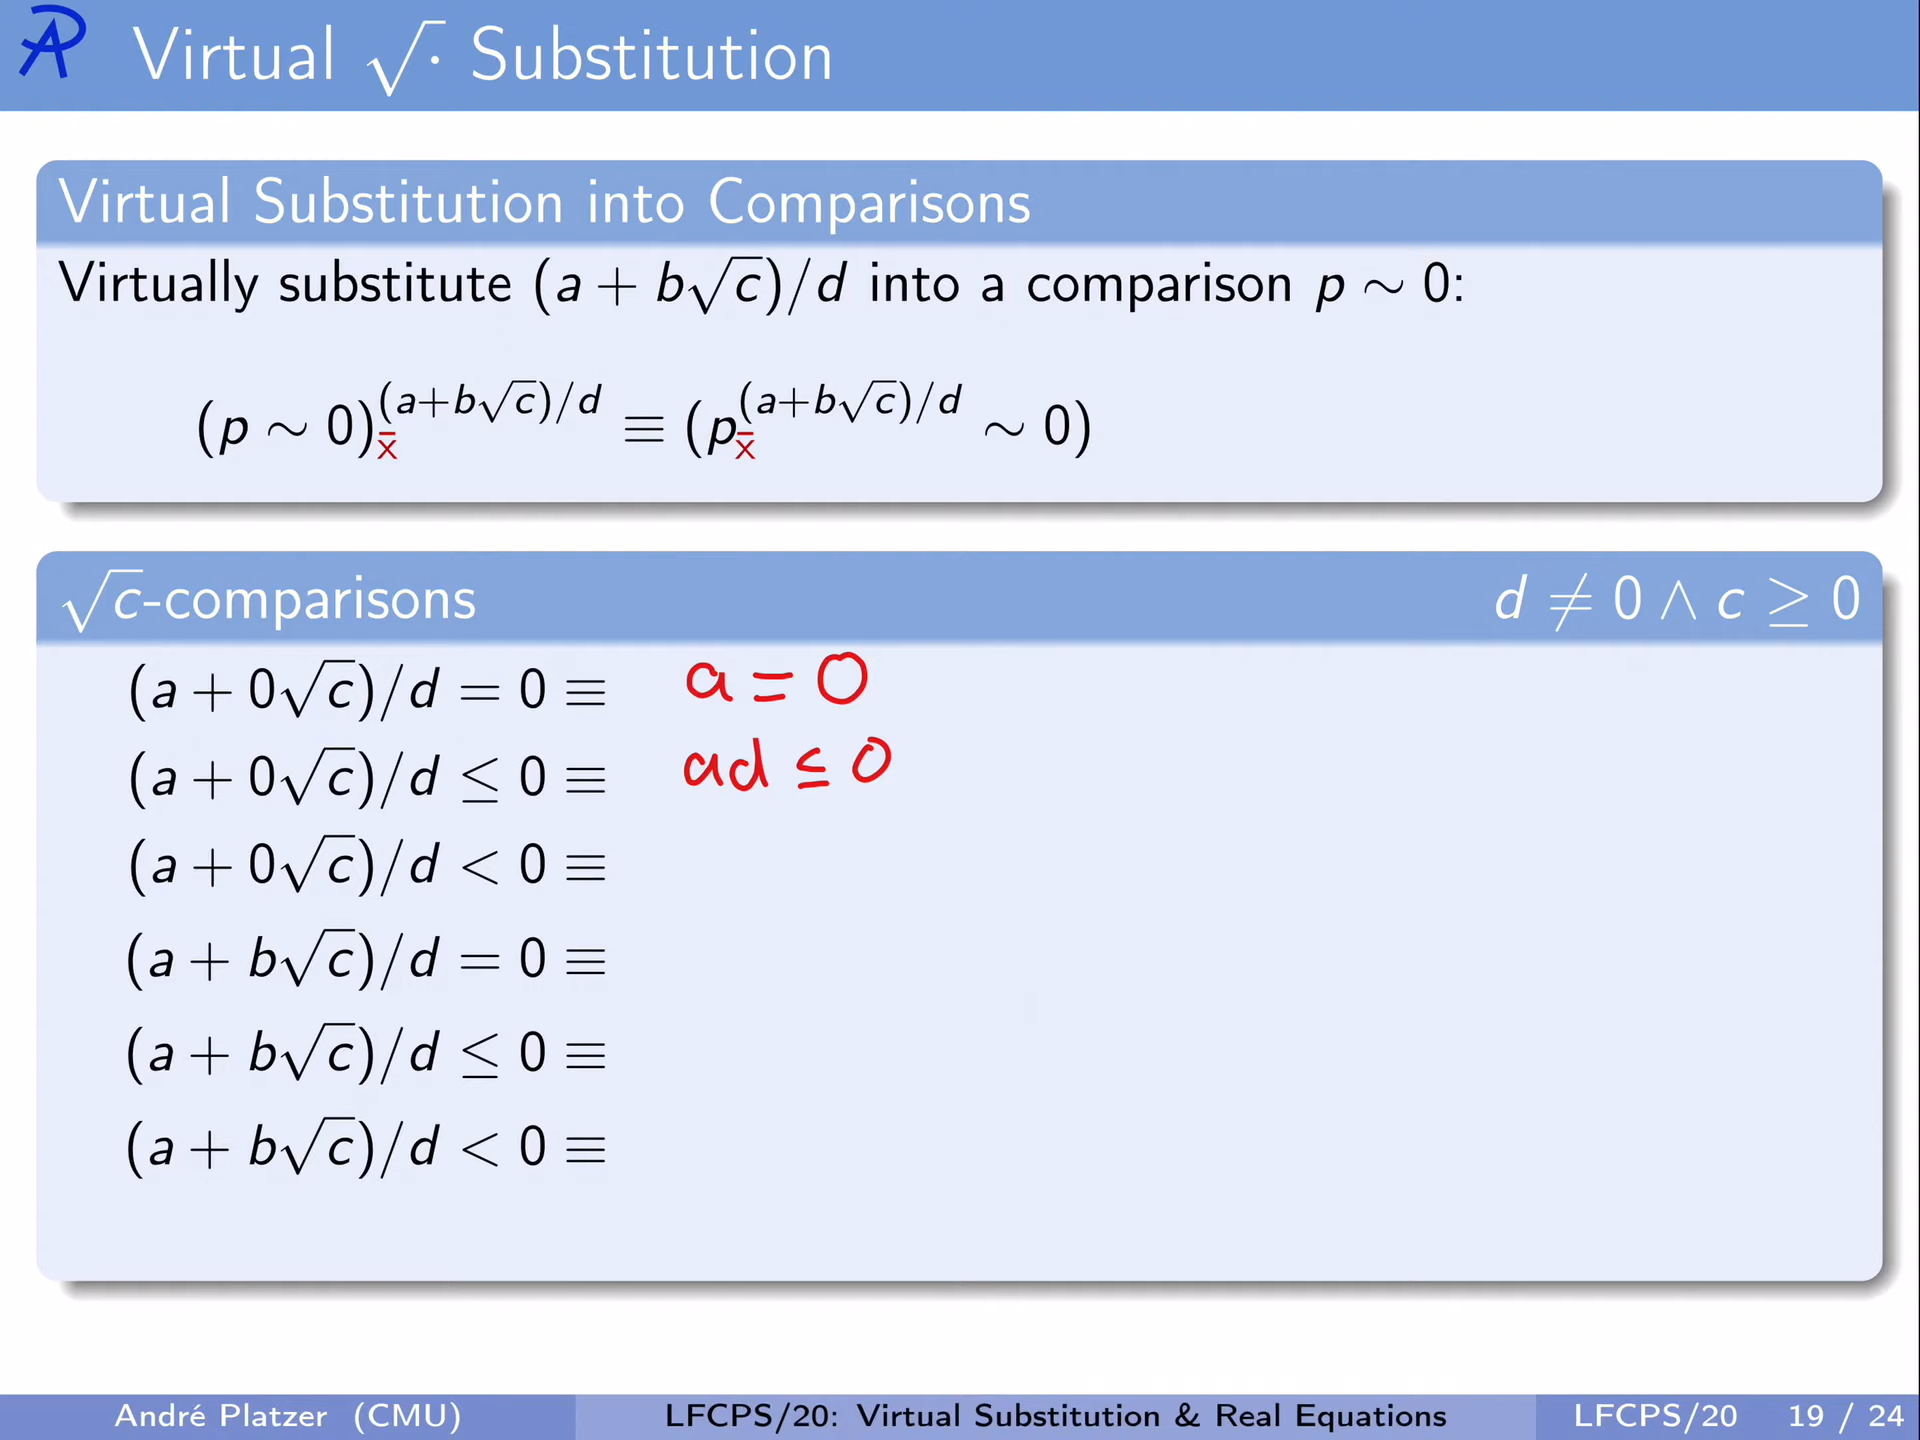 Virtual √· Substitution
Virtual Substitution into Comparisons
Virtually substitute (a + b√c)/d into a comparison p ∼ 0:
(p ∼ 0)_x̄^(a+b√c)/d ≡ (p_x̄^(a+b√c)/d ∼ 0)
√c-comparisons d ≠ 0 ∧ c ≥ 0
(a + 0√c)/d = 0 ≡ a = 0
(a + 0√c)/d ≤ 0 ≡ ad ≤ 0
(a + 0√c)/d < 0 ≡
(a + b√c)/d = 0 ≡
(a + b√c)/d ≤ 0 ≡
(a + b√c)/d < 0 ≡
André Platzer (CMU) LFCPS/20: Virtual Substitution & Real Equations LFCPS/20 19 / 24